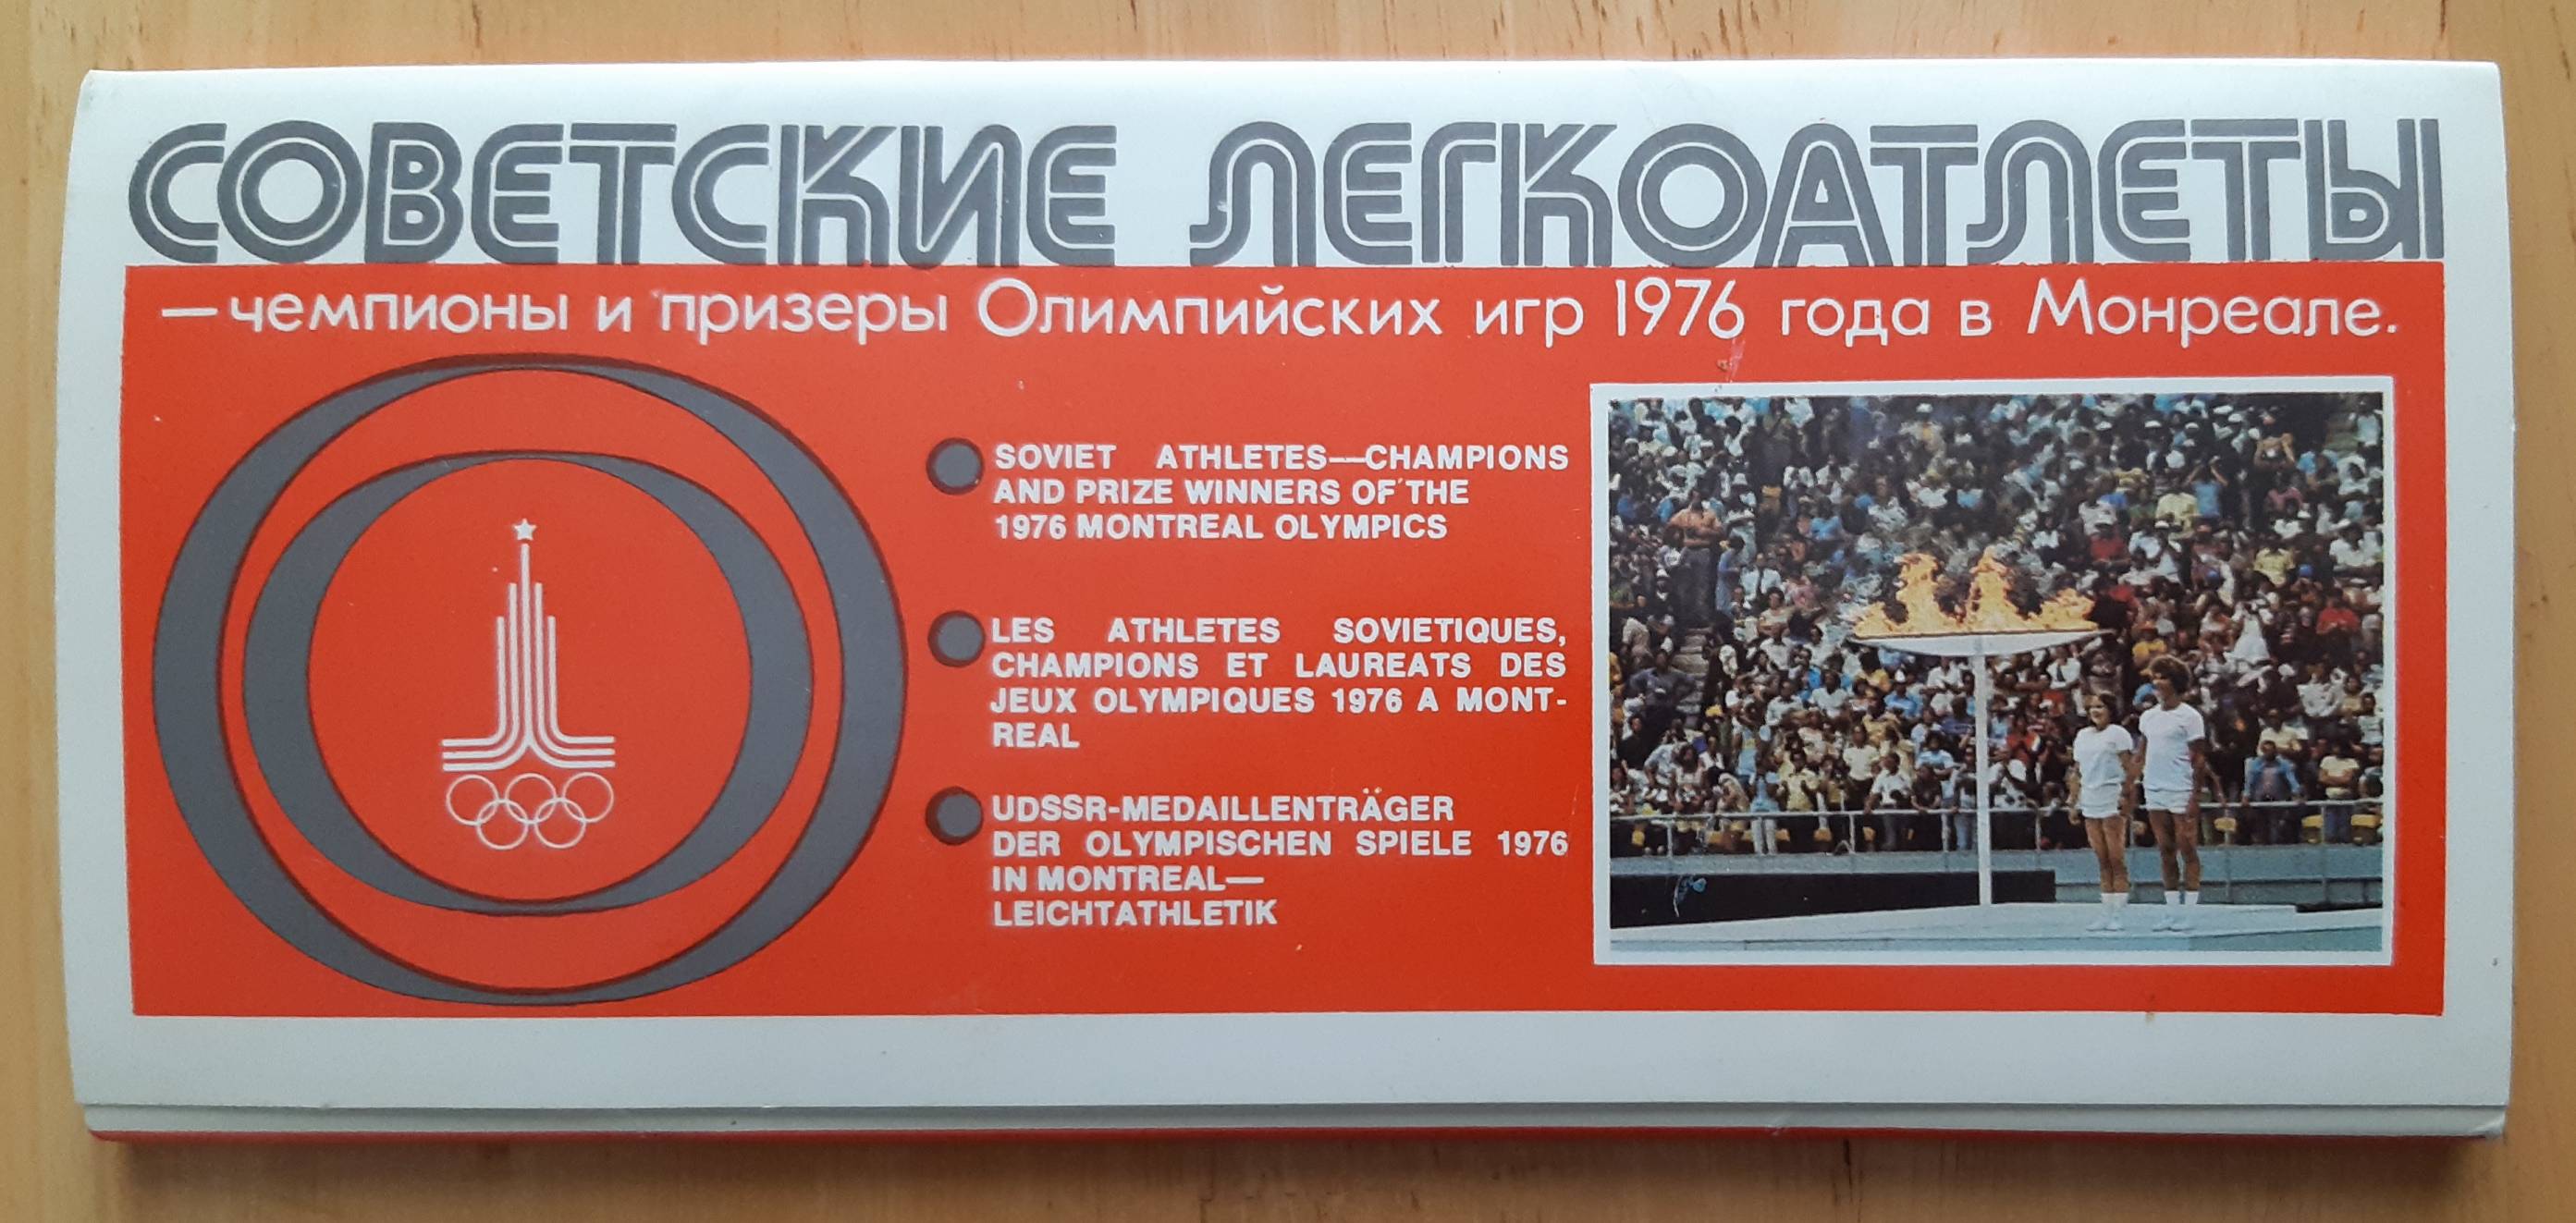 СОВЕТСКИЕ ЛЕГКОАТЛЕТЫ
—чемпионы и призеры Олимпийских игр 1976 года в Монреале.
SOVIET ATHLETES—CHAMPIONS
AND PRIZE WINNERS OF THE
1976 MONTREAL OLYMPICS
LES ATHLETES SOVIETIQUES,
CHAMPIONS ET LAUREATS DES
JEUX OLYMPIQUES 1976 A MONT-
REAL
UDSSR-MEDAILLENTRÄGER
DER OLYMPISCHEN SPIELE 1976
IN MONTREAL—
LEICHTATHLETIK